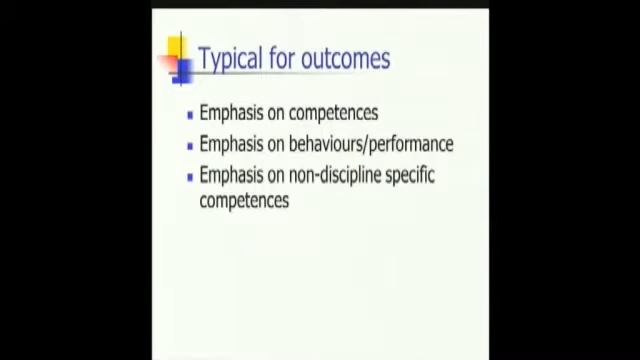 Typical for outcomes
Emphasis on competences
Emphasis on behaviours/performance
Emphasis on non-discipline specific
competences